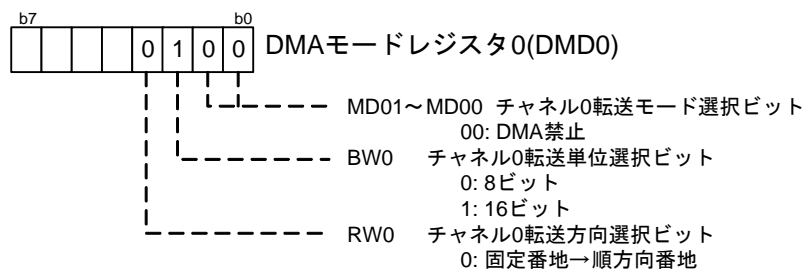 b7 b0
0 1 0 0 DMAモードレジスタ0(DMD0)
MD01～MD00 チャネル0転送モード選択ビット
00: DMA禁止
BW0 チャネル0転送単位選択ビット
0: 8ビット
1: 16ビット
RW0 チャネル0転送方向選択ビット
0: 固定番地→順方向番地